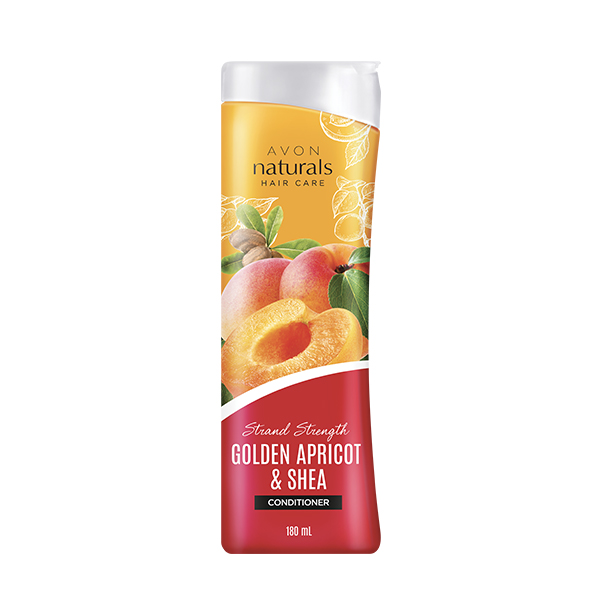 AVON
naturals
HAIR CARE
Strand Strength
GOLDEN APRICOT
& SHEA
CONDITIONER
180 mL